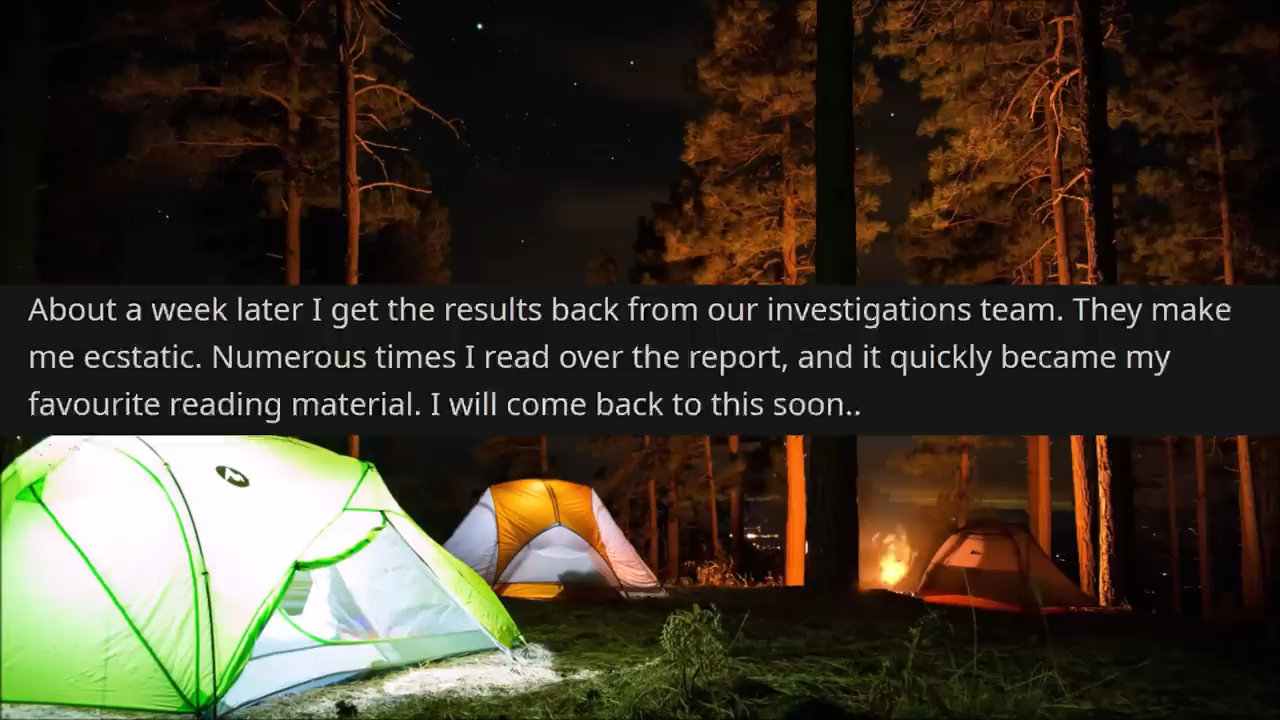 About a week later I get the results back from our investigations team. They make
me ecstatic. Numerous times I read over the report, and it quickly became my
favourite reading material. I will come back to this soon..